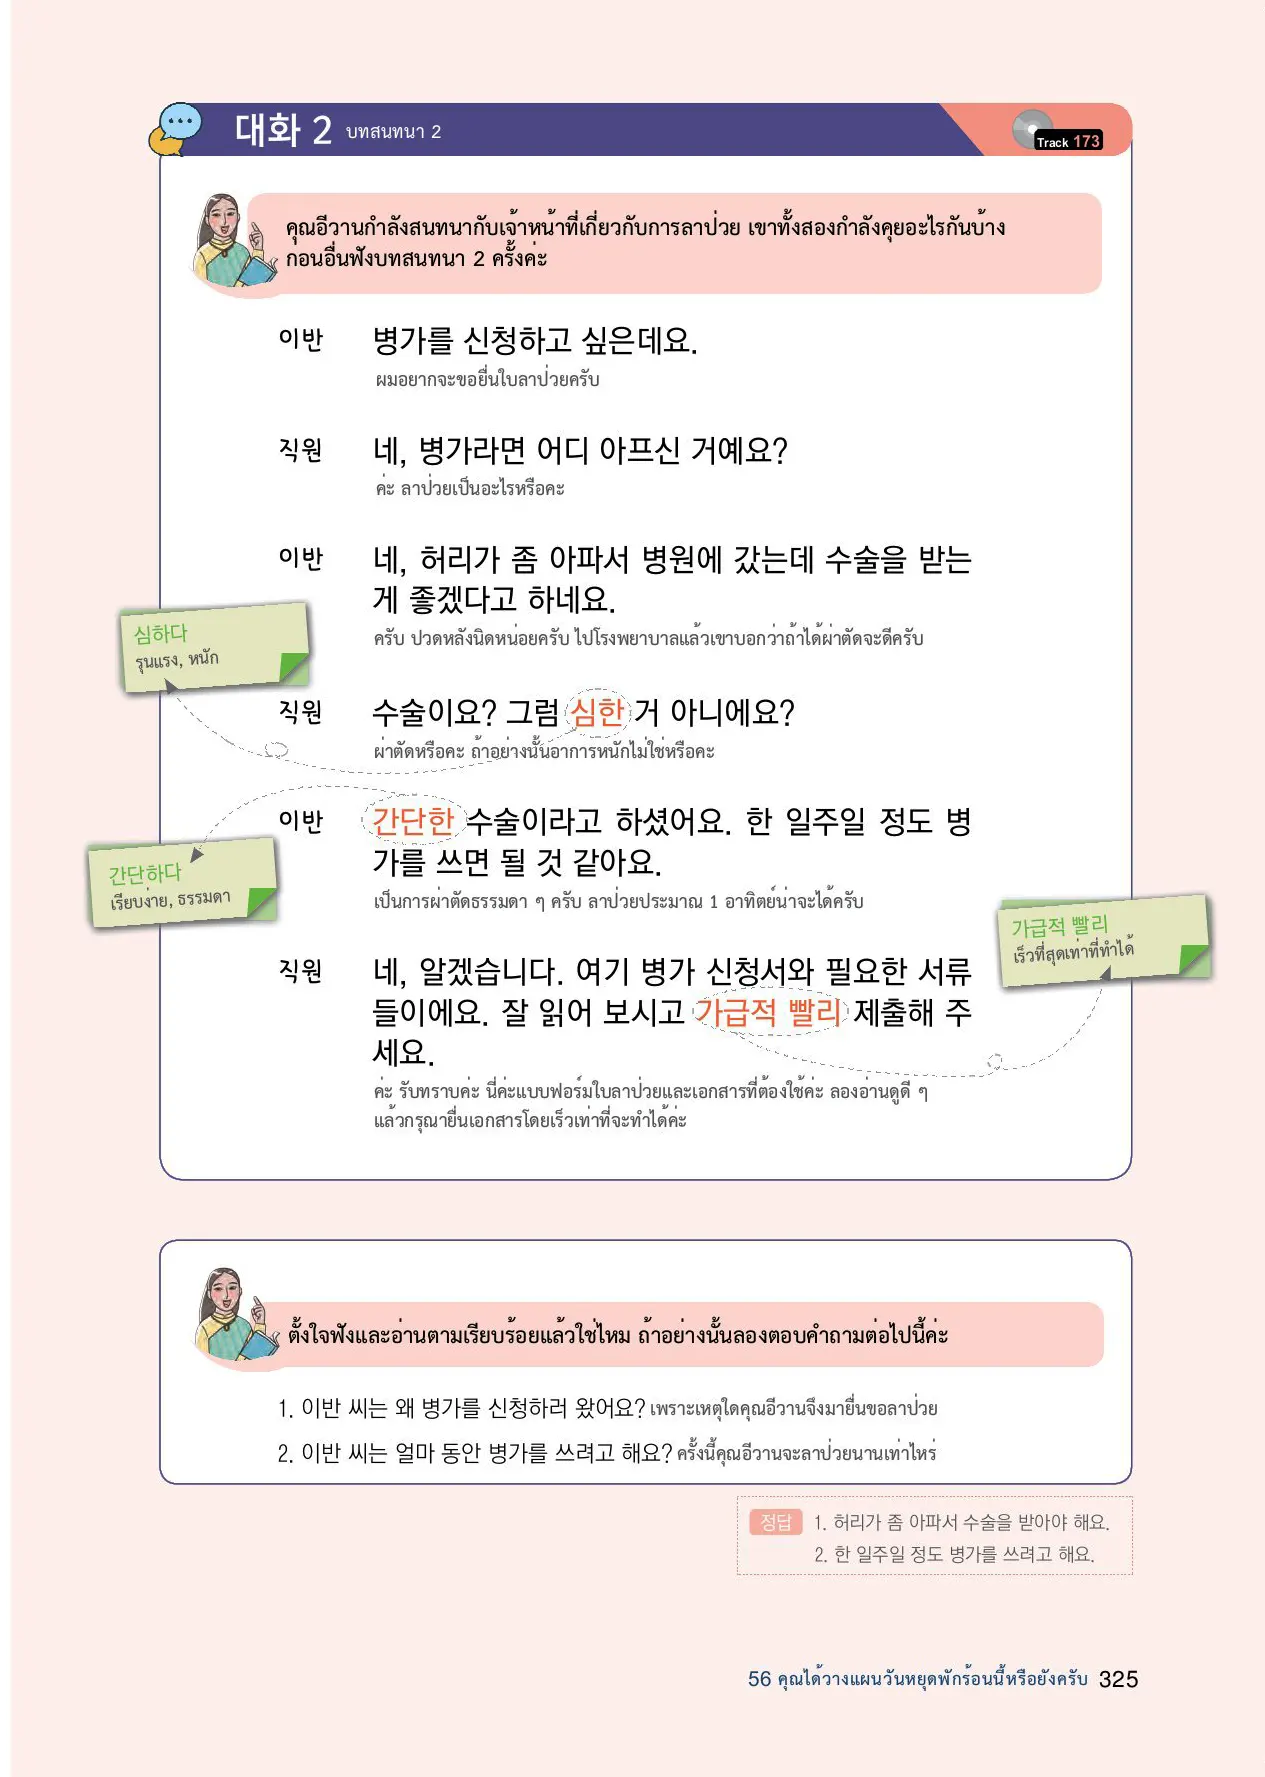 대화 2 บทสนทนา 2
Track 173
คุณอีวานกำลังสนทนากับเจ้าหน้าที่เกี่ยวกับการลาป่วย เขาทั้งสองกำลังคุยอะไรกันบ้าง
ก่อนอื่นฟังบทสนทนา 2 ครั้งค่ะ
이반 병가를 신청하고 싶은데요.
ผมอยากจะขอยื่นใบลาป่วยครับ
직원 네, 병가라면 어디 아프신 거예요?
ค่ะ ลาป่วยเป็นอะไรหรือคะ
이반 네, 허리가 좀 아파서 병원에 갔는데 수술을 받는
게 좋겠다고 하네요.
ครับ ปวดหลังนิดหน่อยครับ ไปโรงพยาบาลแล้วเขาบอกว่าถ้าได้ผ่าตัดจะดีครับ
심하다
รุนแรง, หนัก
직원 수술이요? 그럼 심한 거 아니에요?
ผ่าตัดหรือคะ ถ้าอย่างนั้นอาการหนักไม่ใช่หรือคะ
이반 간단한 수술이라고 하셨어요. 한 일주일 정도 병
가를 쓰면 될 것 같아요.
เป็นการผ่าตัดธรรมดา ๆ ครับ ลาป่วยประมาณ 1 อาทิตย์น่าจะได้ครับ
간단하다
เรียบง่าย, ธรรมดา
가급적 빨리
เร็วที่สุดเท่าที่ทำได้
직원 네, 알겠습니다. 여기 병가 신청서와 필요한 서류
들이에요. 잘 읽어 보시고 가급적 빨리 제출해 주
세요.
ค่ะ รับทราบค่ะ นี่ค่ะแบบฟอร์มใบลาป่วยและเอกสารที่ต้องใช้ค่ะ ลองอ่านดูดี ๆ
แล้วกรุณายื่นเอกสารโดยเร็วเท่าที่จะทำได้ค่ะ
ตั้งใจฟังและอ่านตามเรียบร้อยแล้วใช่ไหม ถ้าอย่างนั้นลองตอบคำถามต่อไปนี้ค่ะ
1. 이반 씨는 왜 병가를 신청하러 왔어요? เพราะเหตุใดคุณอีวานจึงมายื่นขอลาป่วย
2. 이반 씨는 얼마 동안 병가를 쓰려고 해요? ครั้งนี้คุณอีวานจะลาป่วยนานเท่าไหร่
정답 1. 허리가 좀 아파서 수술을 받아야 해요.
2. 한 일주일 정도 병가를 쓰려고 해요.
56 คุณได้วางแผนวันหยุดพักร้อนนี้หรือยังครับ 325